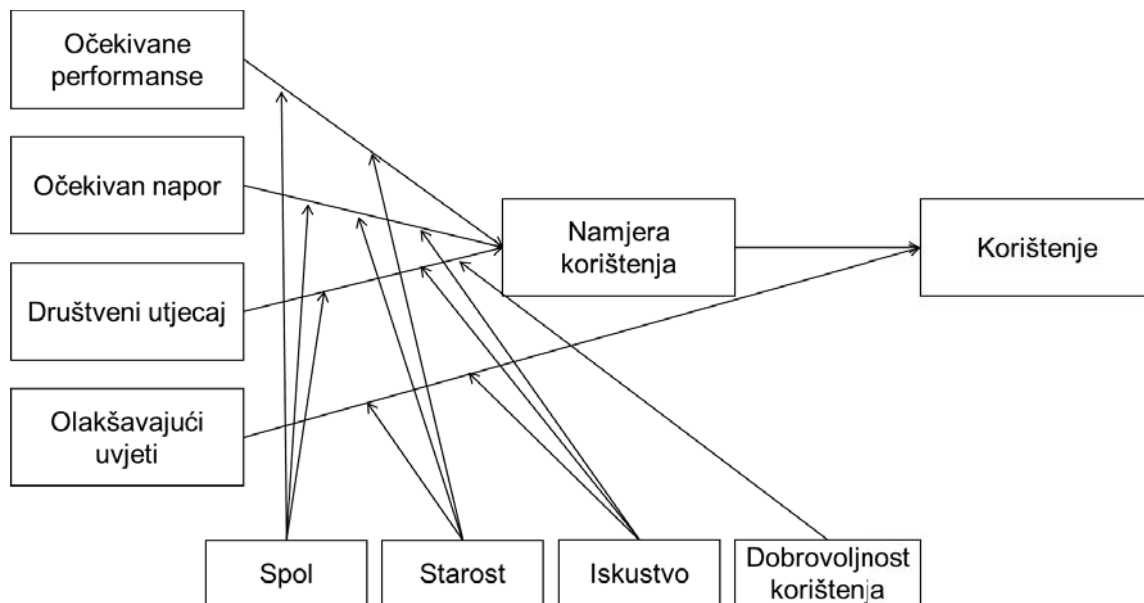 Očekivane
performanse
Očekivan napor
Društveni utjecaj
Olakšavajući
uvjeti
Namjera
korištenja
Korištenje
Spol
Starost
Iskustvo
Dobrovoljnost
korištenja